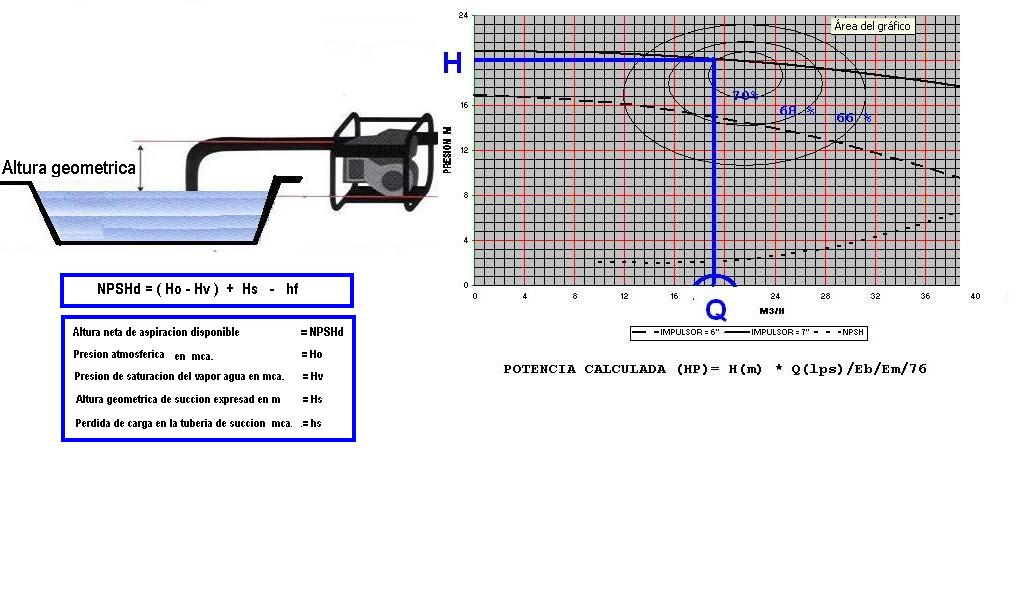 Altura geometrica
NPSHd = ( Ho - Hv ) + Hs - hf
Altura neta de aspiracion disponible = NPSHd
Presion atmosferica en mca. = Ho
Presion de saturacion del vapor agua en mca. = Hv
Altura geometrica de succion expresad en m = Hs
Perdida de carga en la tuberia de succion mca. = hs
Área del gráfico
H
PRESION M
24
16
12
8
4
0
70%
68 %
66 %
0 4 8 12 16 24 28 32 36 40
Q
M3/H
IMPULSOR = 6" IMPULSOR = 7" NPSH
POTENCIA CALCULADA (HP)= H(m) * Q(lps)/Eb/Em/76